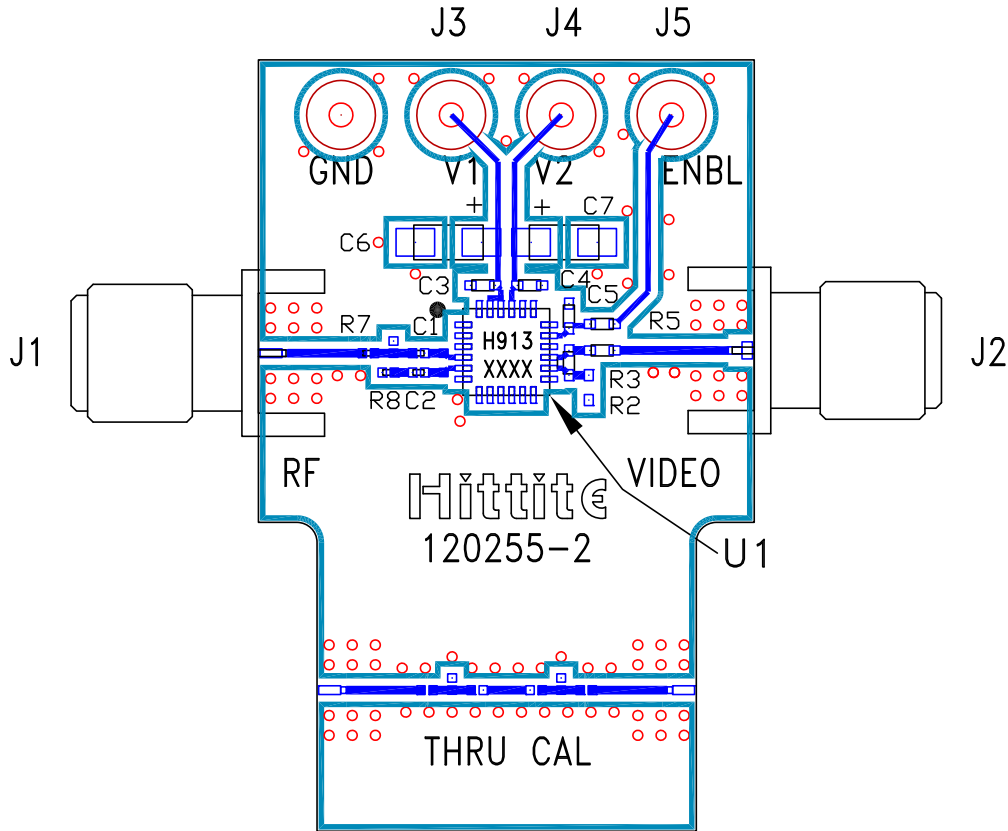 J3 J4 J5
GND V1 V2 ENBL
+ +
C7
C6
C3 C4
C5
R7 C1 R5
H913
XXXX
J1 J2
R8 C2 R3
R2
RF VIDEO
Hittite
120255-2
U1
THRU CAL